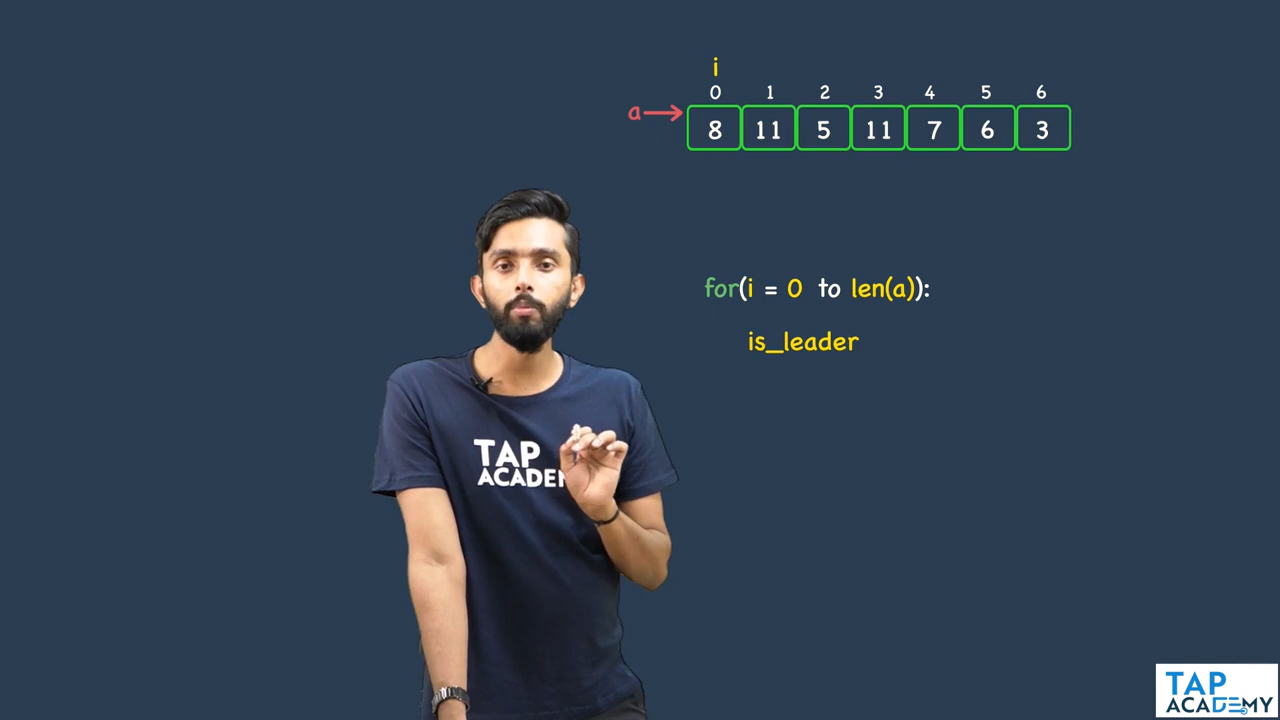 i
0 1 2 3 4 5 6
a
8 11 5 11 7 6 3
for(i = 0 to len(a)):
is_leader
TAP
ACADEM
TAP
ACADEMY